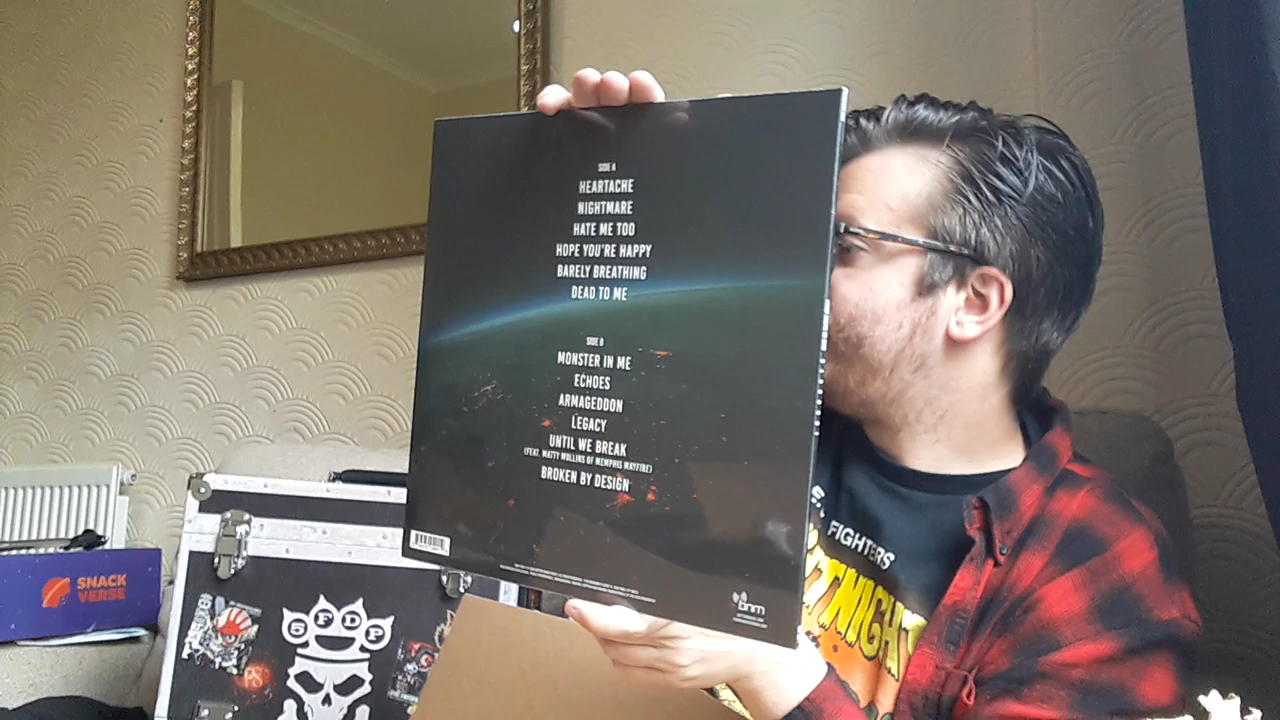 SIDE A
HEARTACHE
NIGHTMARE
HATE ME TOO
HOPE YOU'RE HAPPY
BARELY BREATHING
DEAD TO ME
SIDE B
MONSTER IN ME
ECHOES
ARMAGEDDON
LEGACY
UNTIL WE BREAK
(FEAT. MATTY MULLINS OF MEMPHIS MAYFIRE)
BROKEN BY DESIGN
bnm
SNACK
VERSE
5FDP
FIGHTERS